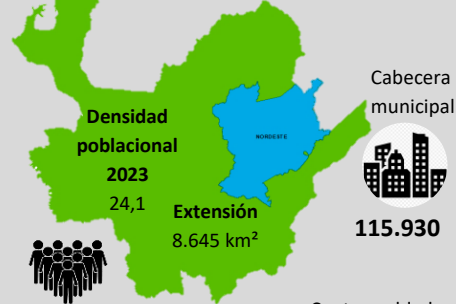 Cabecera
municipal
NORDESTE
Densidad
poblacional
2023
24,1
Extensión
8.645 km²
115.930